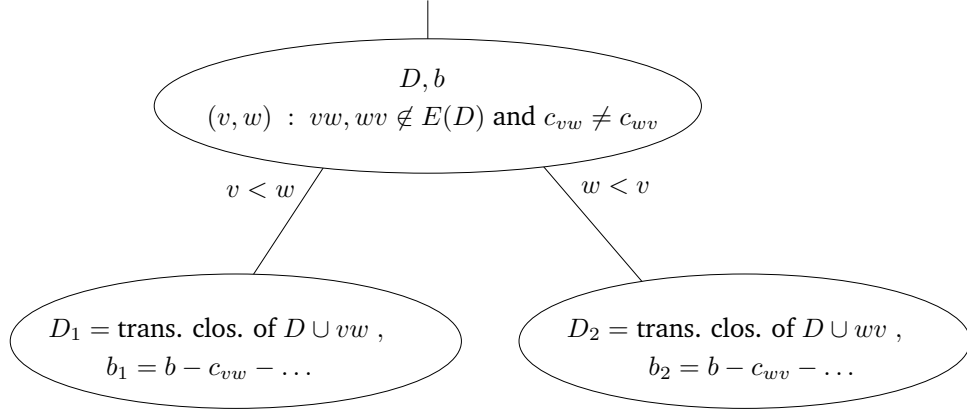 D, b
(v, w) : vw, wv ∉ E(D) and c_{vw} ≠ c_{wv}
v < w
w < v
D_1 = trans. clos. of D ∪ vw ,
b_1 = b − c_{vw} − …
D_2 = trans. clos. of D ∪ wv ,
b_2 = b − c_{wv} − …